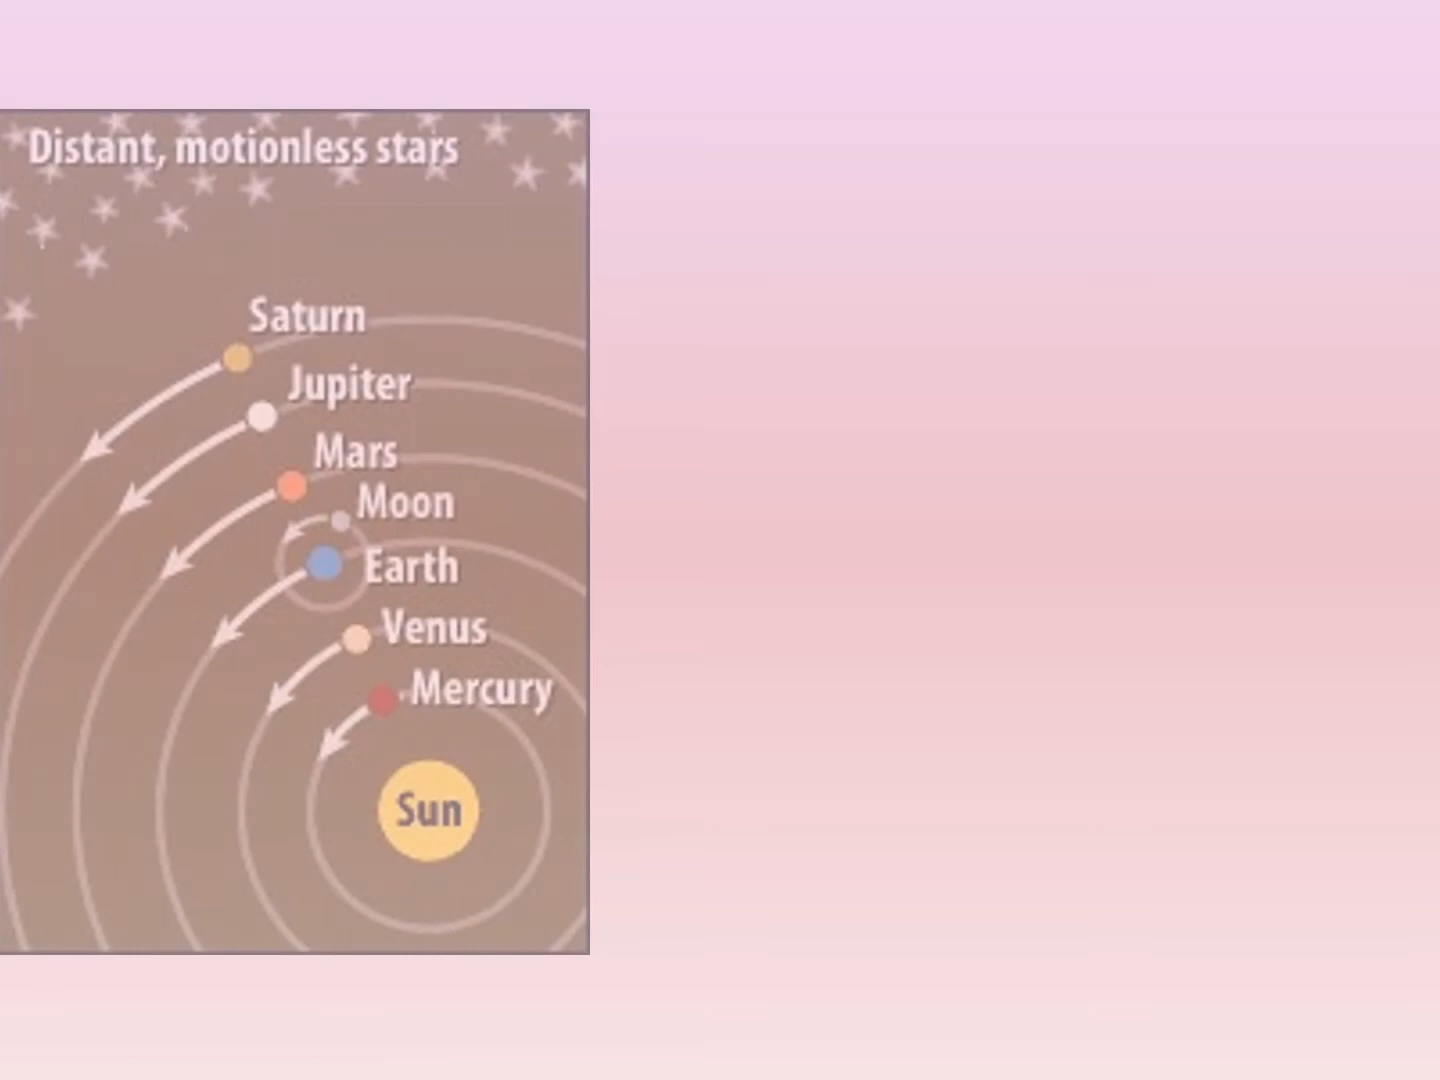 Distant, motionless stars
Saturn
Jupiter
Mars
Moon
Earth
Venus
Mercury
Sun